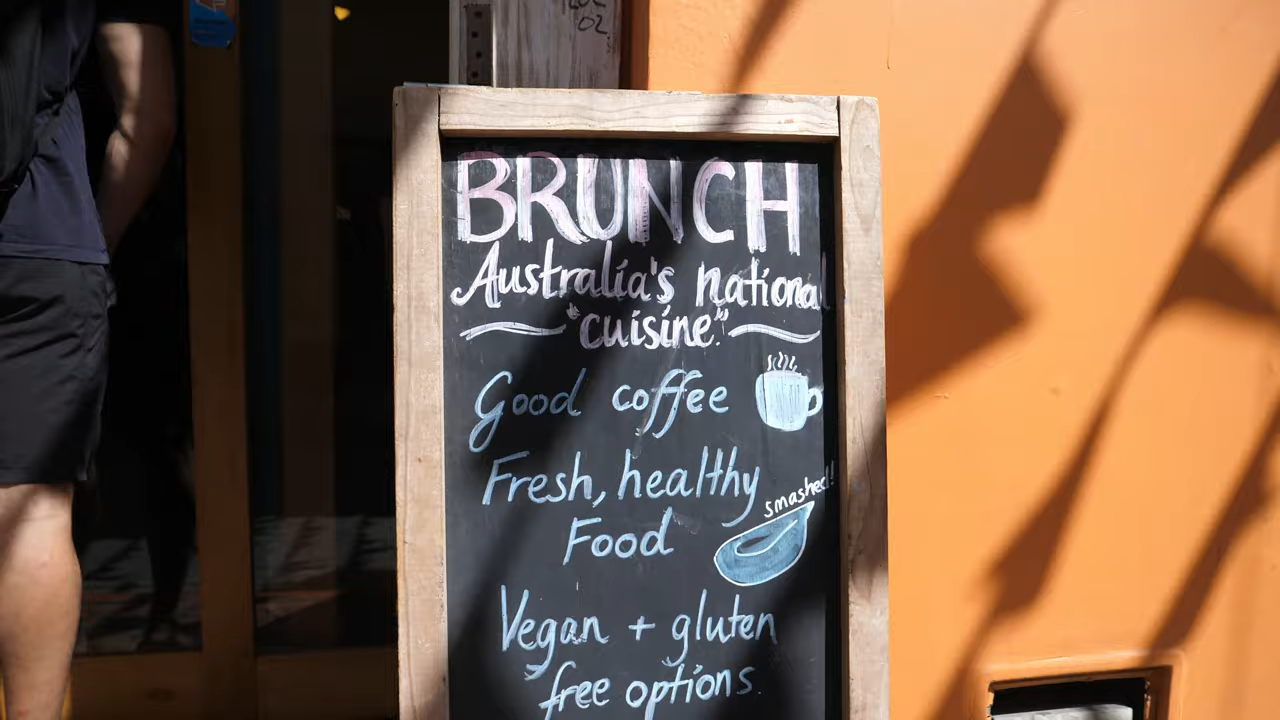 BRUNCH
Australia's national
"cuisine."
Good coffee
Fresh, healthy
smashed!
Food
Vegan + gluten
free options.